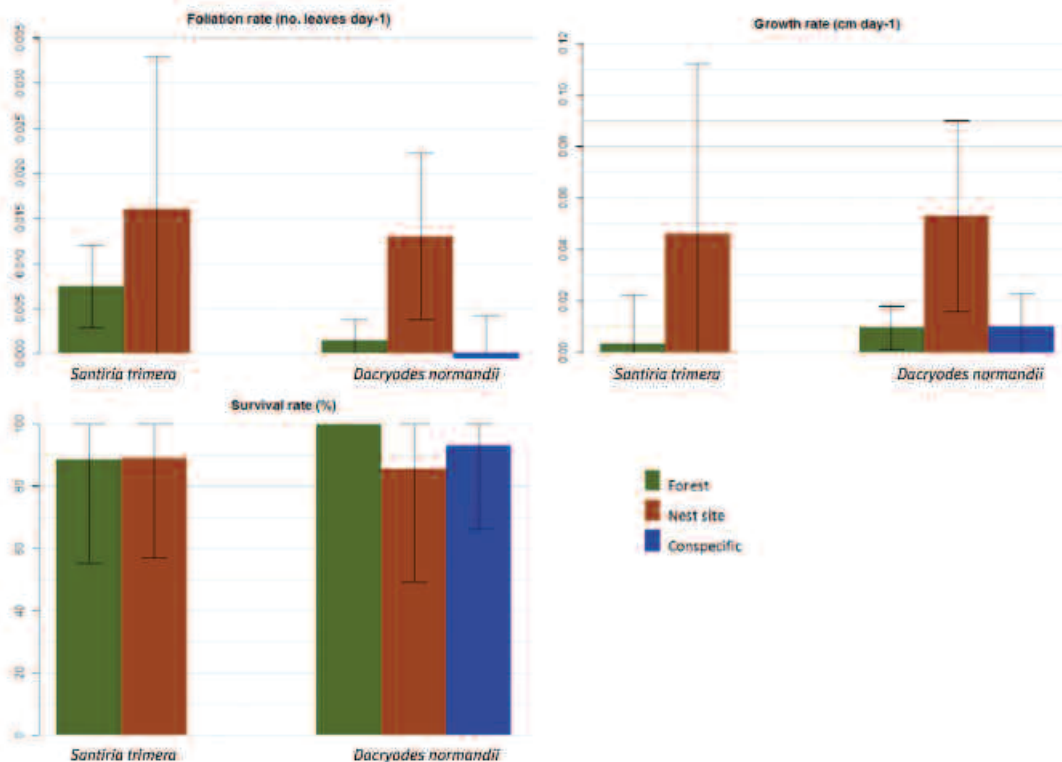 Foliation rate (no. leaves day-1)
0.035
0.030
0.025
0.020
0.015
0.010
0.005
0.000
Santiria trimera
Dacryodes normandii
Growth rate (cm day-1)
0.12
0.10
0.08
0.06
0.04
0.02
0.00
Santiria trimera
Dacryodes normandii
Survival rate (%)
100
80
60
40
20
0
Santiria trimera
Dacryodes normandii
Forest
Nest site
Conspecific